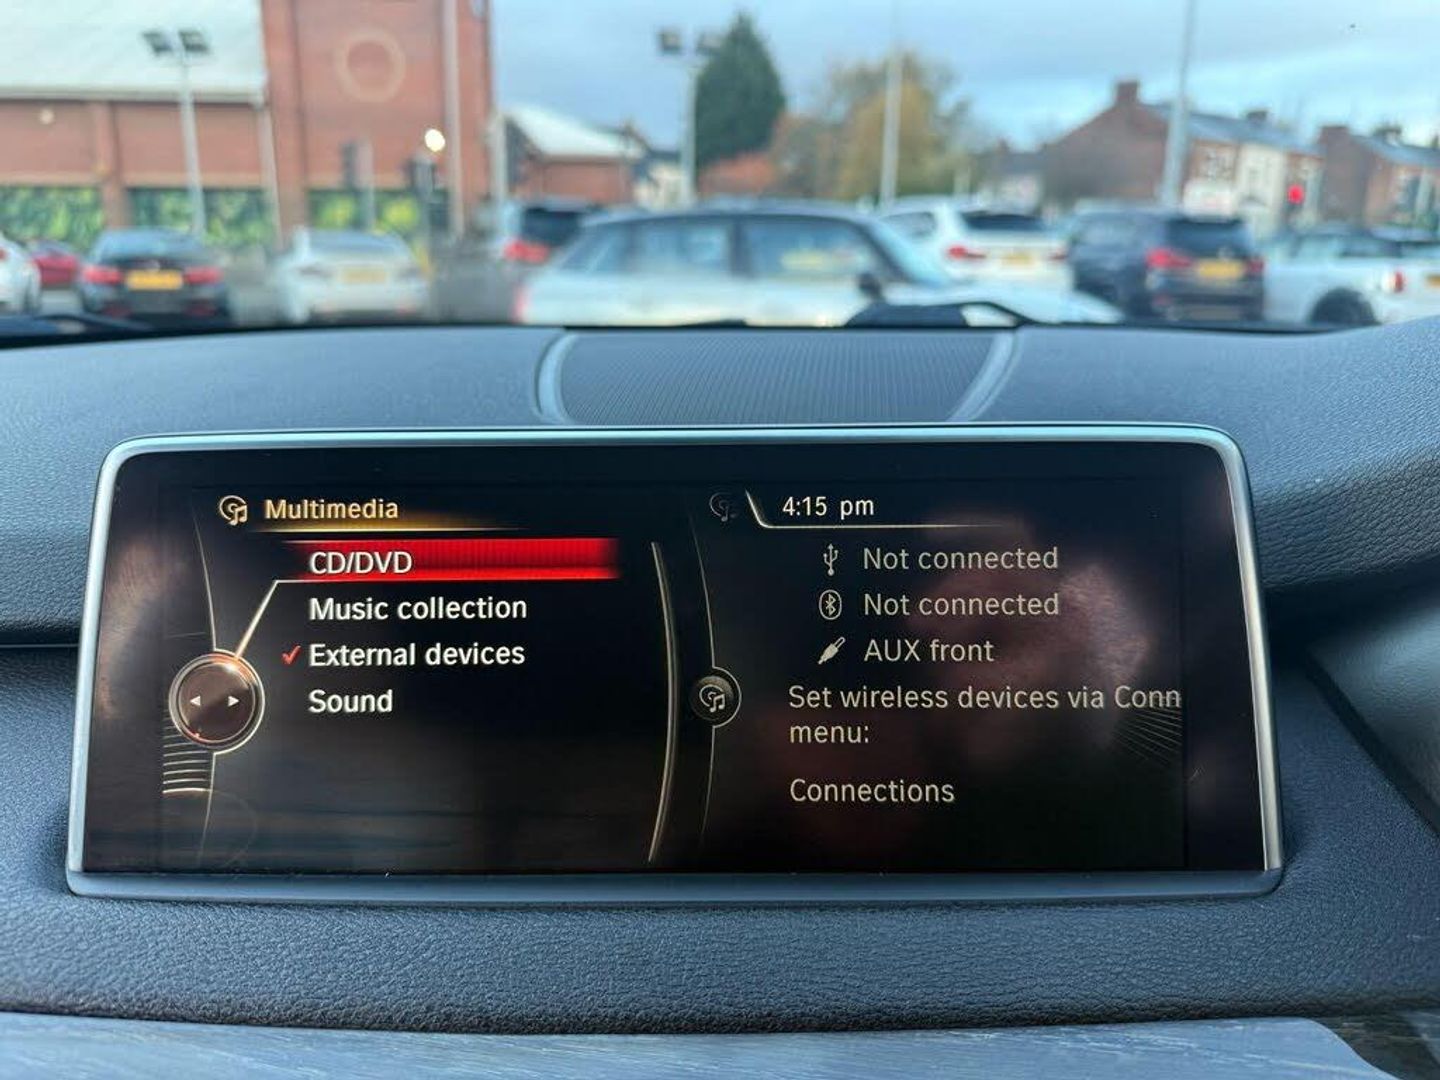 Multimedia
CD/DVD
Music collection
External devices
Sound
4:15 pm
Not connected
Not connected
AUX front
Set wireless devices via Conn
menu:
Connections